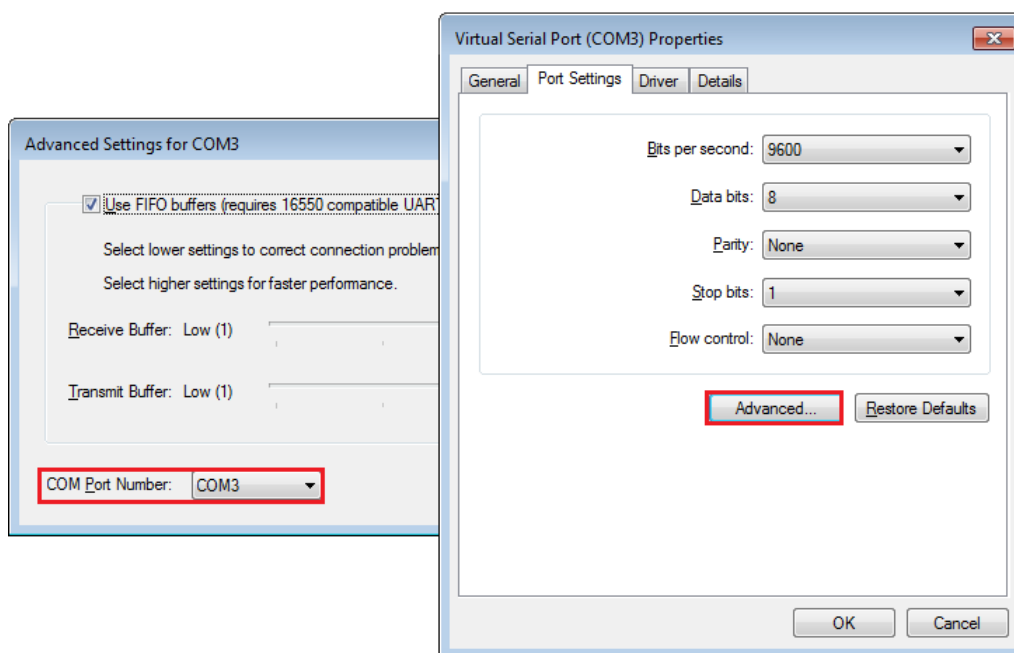 Advanced Settings for COM3
Use FIFO buffers (requires 16550 compatible UART
Select lower settings to correct connection problem
Select higher settings for faster performance.
Receive Buffer: Low (1)
Transmit Buffer: Low (1)
COM Port Number: COM3
Virtual Serial Port (COM3) Properties
General Port Settings Driver Details
Bits per second: 9600
Data bits: 8
Parity: None
Stop bits: 1
Flow control: None
Advanced... Restore Defaults
OK Cancel